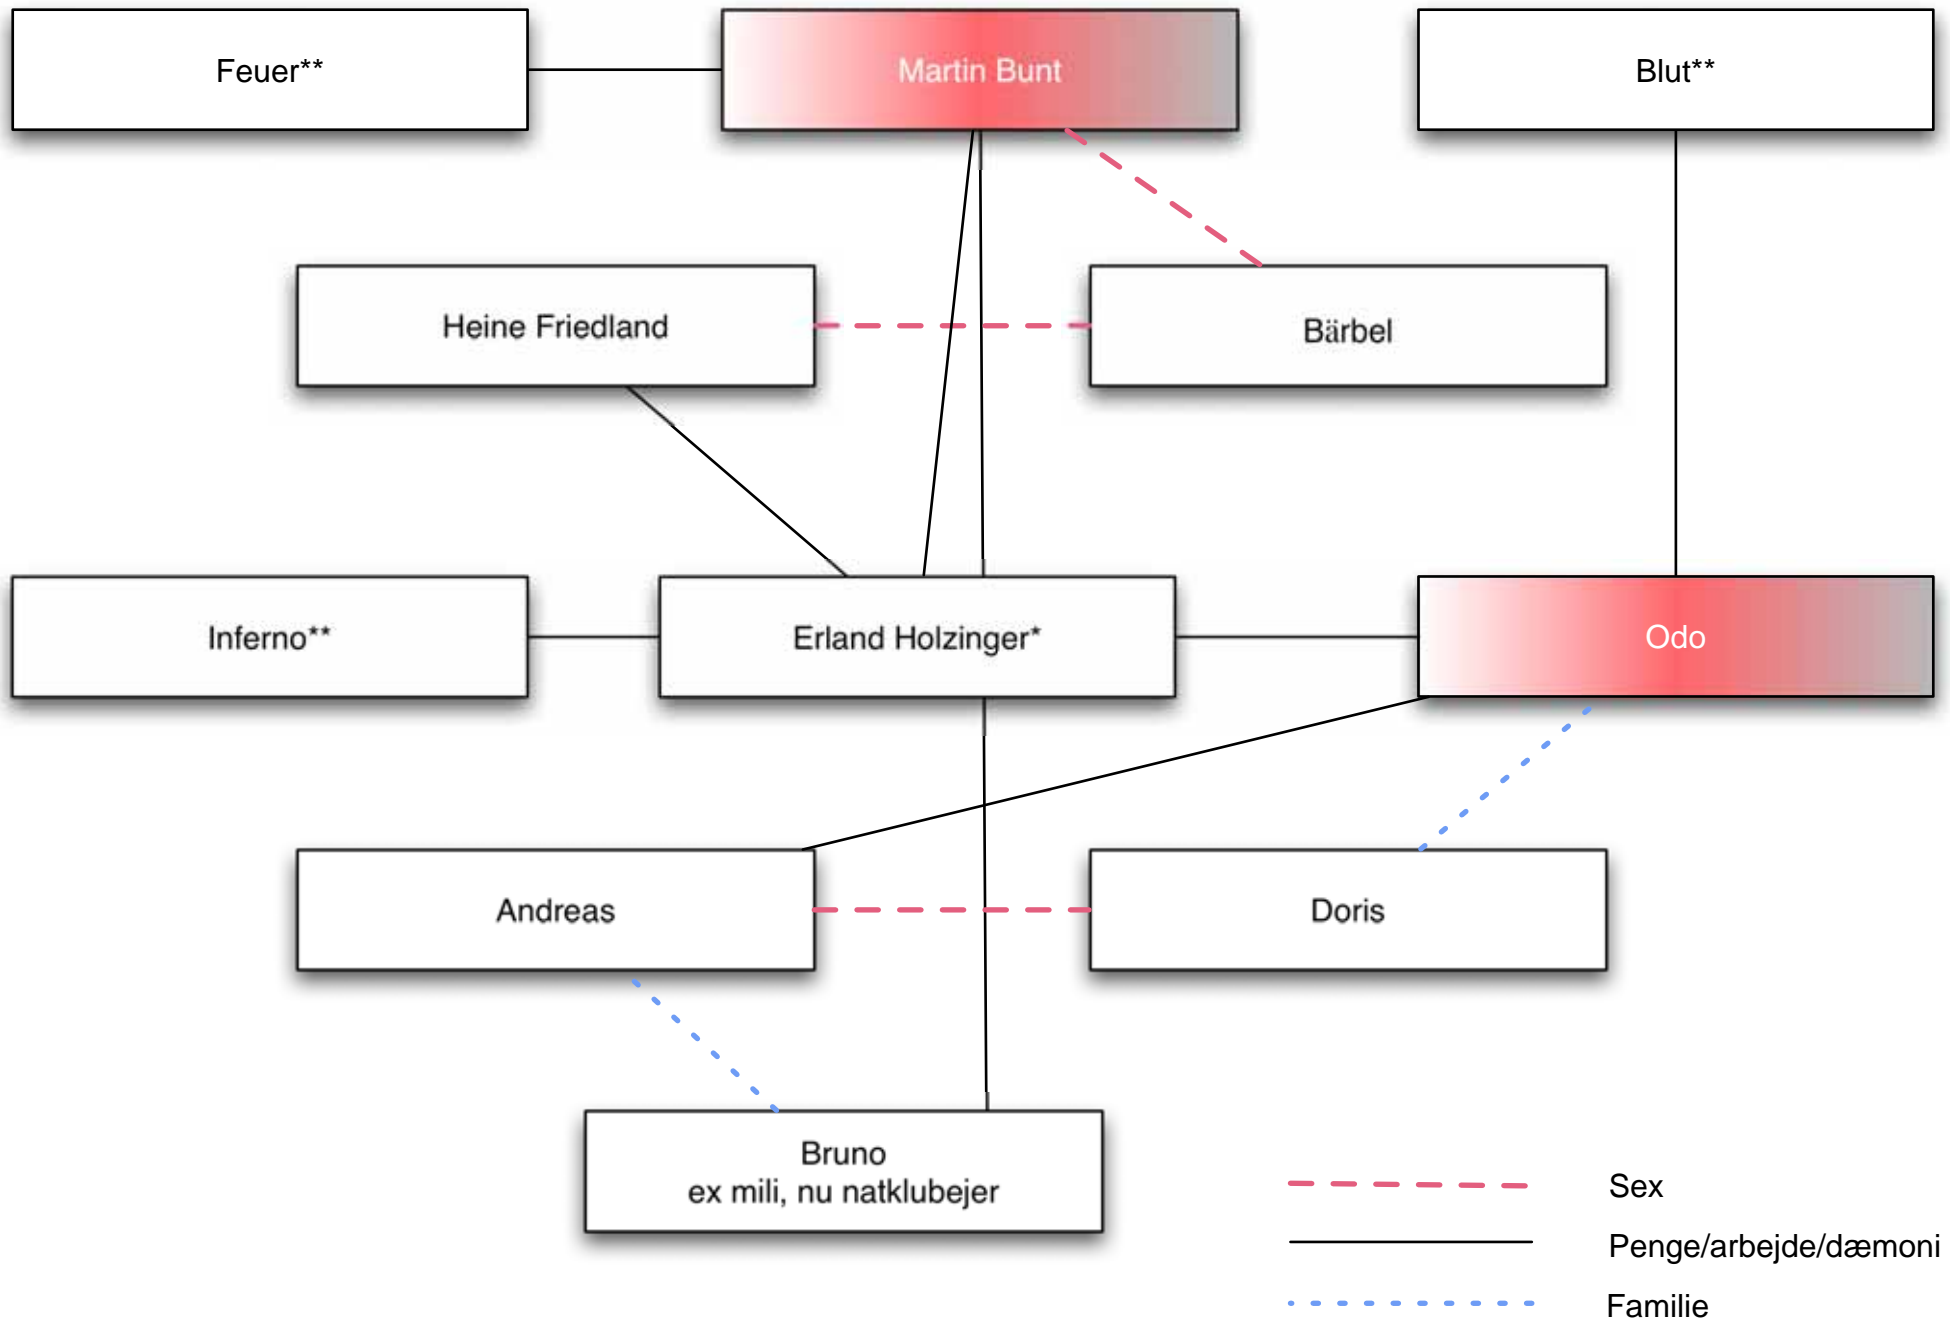 Feuer**
Martin Bunt
Blut**
Heine Friedland
Bärbel
Inferno**
Erland Holzinger*
Odo
Andreas
Doris
Bruno
ex mili, nu natklubejer
Sex
Penge/arbejde/dæmoni
Familie